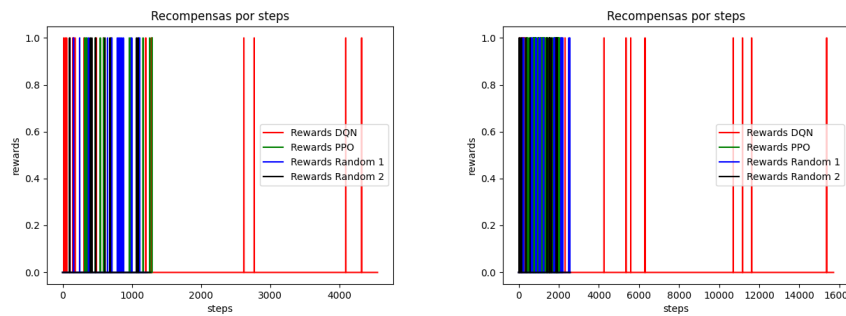 Recompensas por steps
1.0
0.8
0.6
0.4
0.2
0.0
rewards
Rewards DQN
Rewards PPO
Rewards Random 1
Rewards Random 2
0 1000 2000 3000 4000
steps
Recompensas por steps
1.0
0.8
0.6
0.4
0.2
0.0
rewards
Rewards DQN
Rewards PPO
Rewards Random 1
Rewards Random 2
0 2000 4000 6000 8000 10000 12000 14000 1600
steps